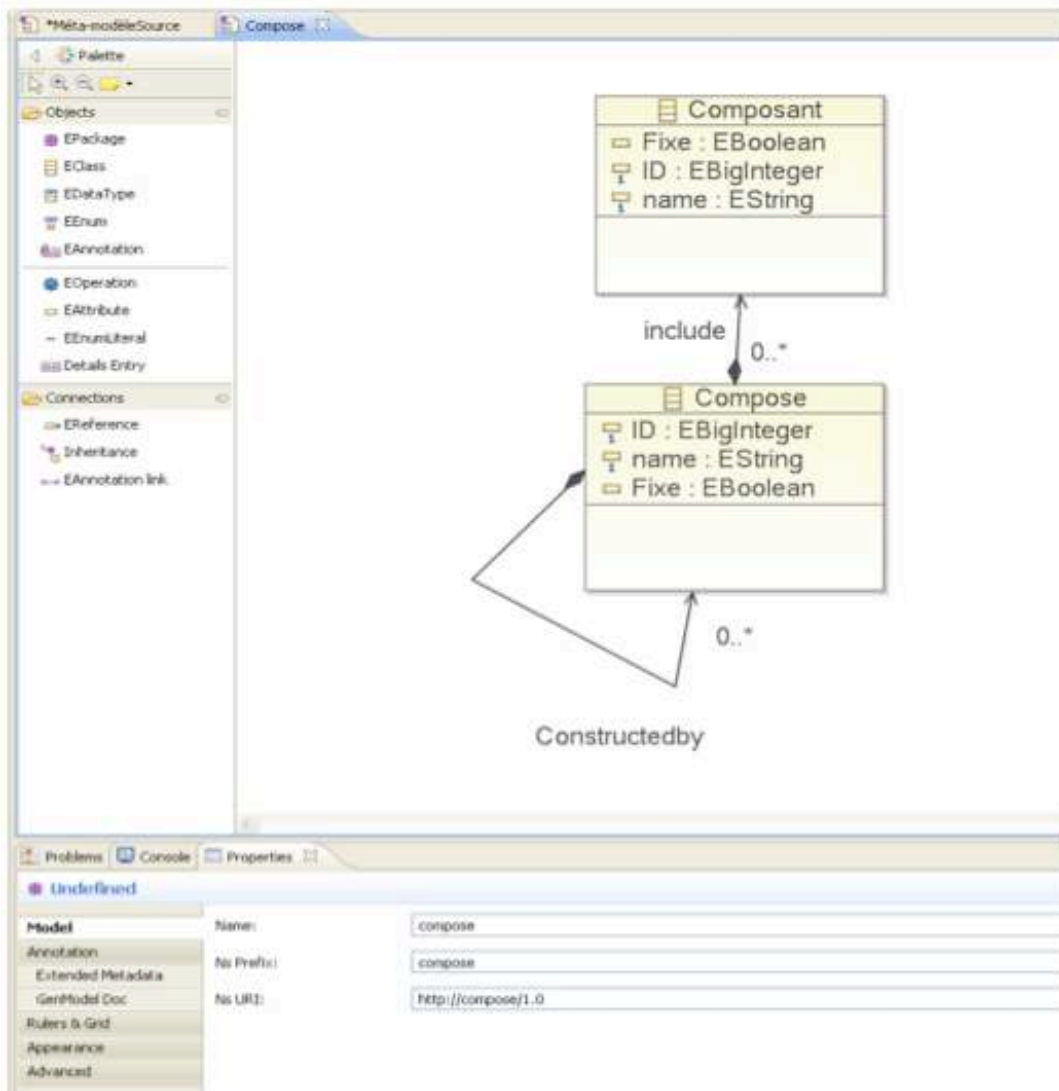 *Méta-modèleSource
Compose
Palette
Objects
EPackage
EClass
EDataType
EEnum
EAnnotation
EOperation
EAttribute
EEnumLiteral
Details Entry
Connections
EReference
Inheritance
EAnnotation link
Composant
Fixe : EBoolean
ID : EBigInteger
name : EString
include
0..*
Compose
ID : EBigInteger
name : EString
Fixe : EBoolean
0..*
Constructedby
Problems Console Properties
Undefined
Model
Annotation
Extended Metadata
GenModel Doc
Rulers & Grid
Appearance
Advanced
Name: compose
Ns Prefix: compose
Ns URI: http://compose/1.0